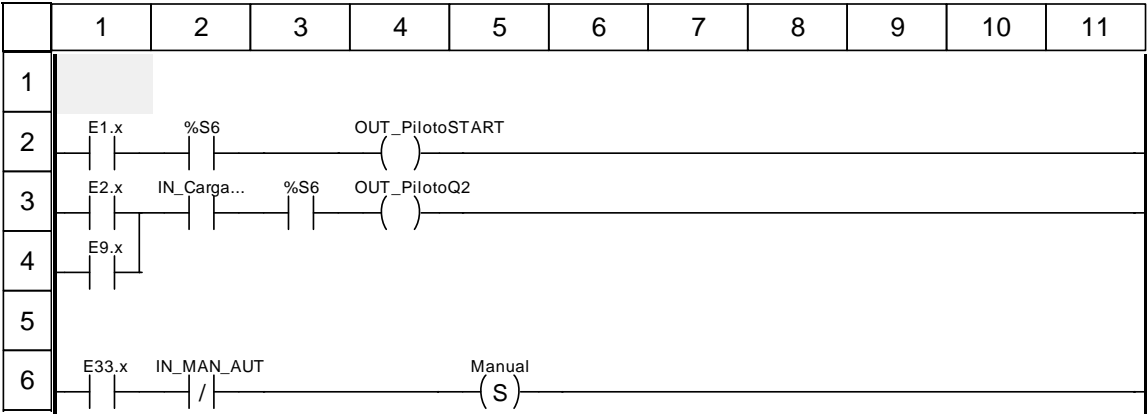 1 2 3 4 5 6 7 8 9 10 11
1
E1.x %S6 OUT_PilotoSTART
2
E2.x IN_Carga... %S6 OUT_PilotoQ2
3
E9.x
4
5
E33.x IN_MAN_AUT Manual
6 / S